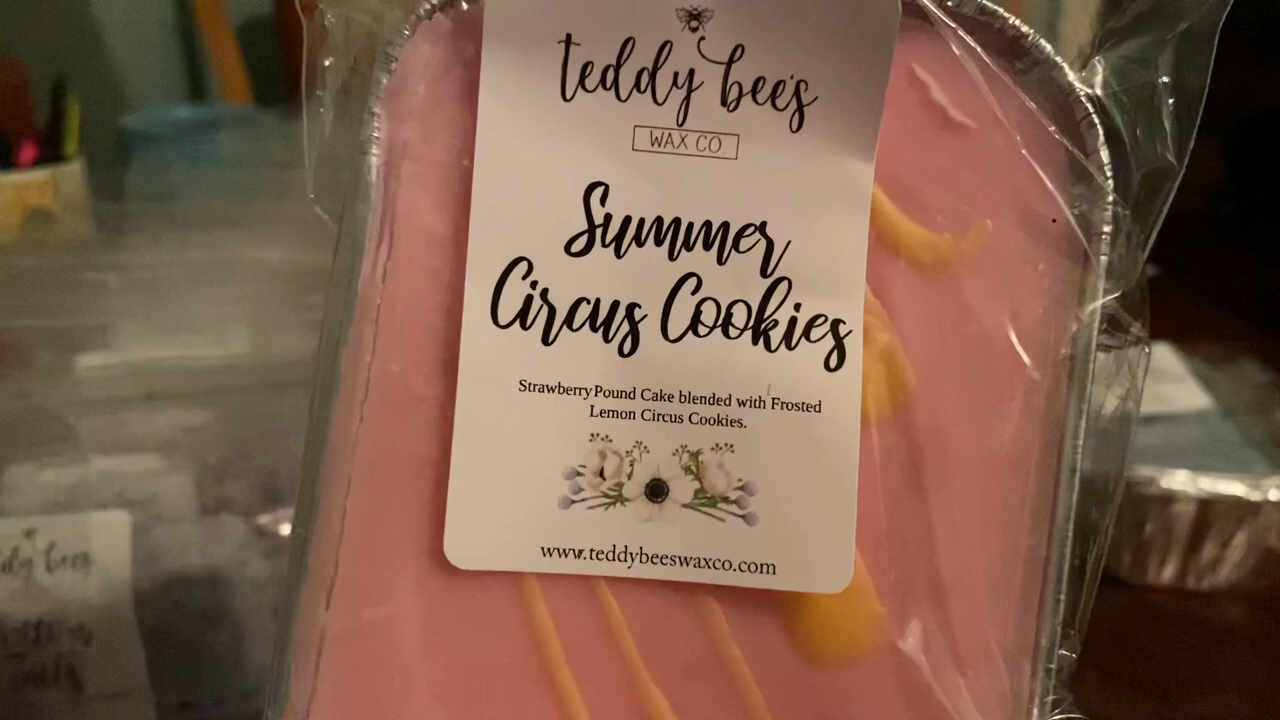 teddy bee's
WAX CO.
Summer
Circus Cookies
Strawberry Pound Cake blended with Frosted
Lemon Circus Cookies.
www.teddybeeswaxco.com